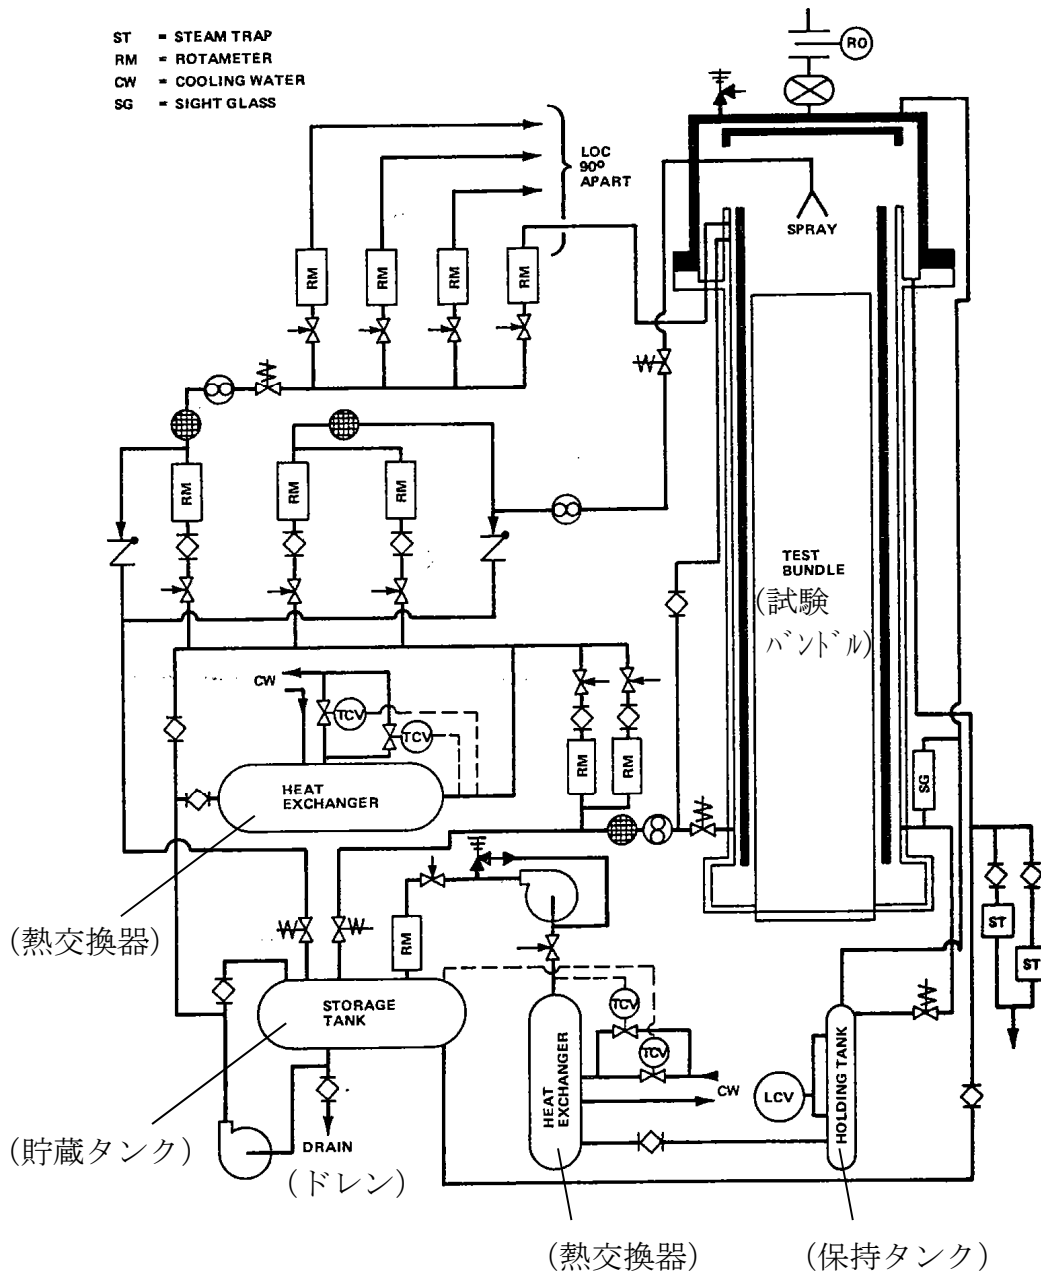 ST = STEAM TRAP
RM = ROTAMETER
CW = COOLING WATER
SG = SIGHT GLASS
RO
LOC
90°
APART
SPRAY
RM
RM
RM
RM
RM
RM
RM
TEST
BUNDLE
(試験
バンドル)
CW
TCV
TCV
HEAT
EXCHANGER
RM
RM
SG
(熱交換器)
RM
ST
ST
STORAGE
TANK
TCV
TCV
HEAT
EXCHANGER
CW
LCV
HOLDING TANK
(貯蔵タンク)
DRAIN
(ドレン)
(熱交換器)
(保持タンク)